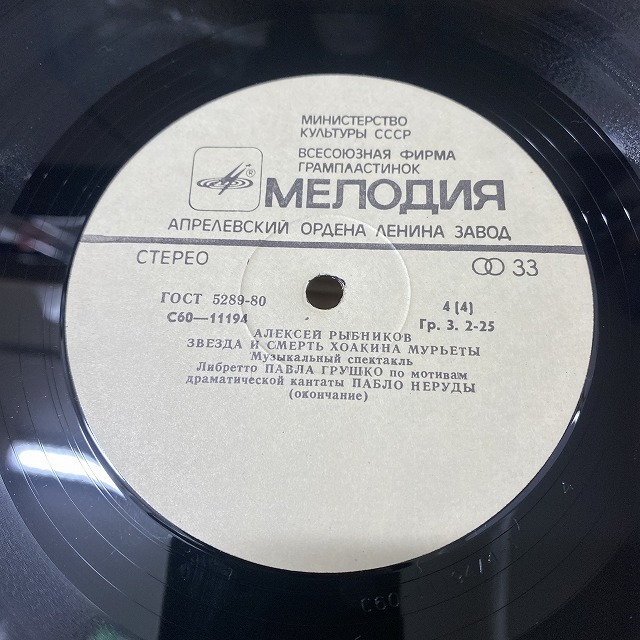 МИНИСТЕРСТВО
КУЛЬТУРЫ СССР
ВСЕСОЮЗНАЯ ФИРМА
ГРАМПЛАСТИНОК
®
МЕЛОДИЯ
АПРЕЛЕВСКИЙ ОРДЕНА ЛЕНИНА ЗАВОД
СТЕРЕО 33
ГОСТ 5289-80 4 (4)
С60—11194 Гр. 3. 2-25
АЛЕКСЕЙ РЫБНИКОВ
ЗВЕЗДА И СМЕРТЬ ХОАКИНА МУРЬЕТЫ
Музыкальный спектакль
Либретто ПАВЛА ГРУШКО по мотивам
драматической кантаты ПАБЛО НЕРУДЫ
(окончание)